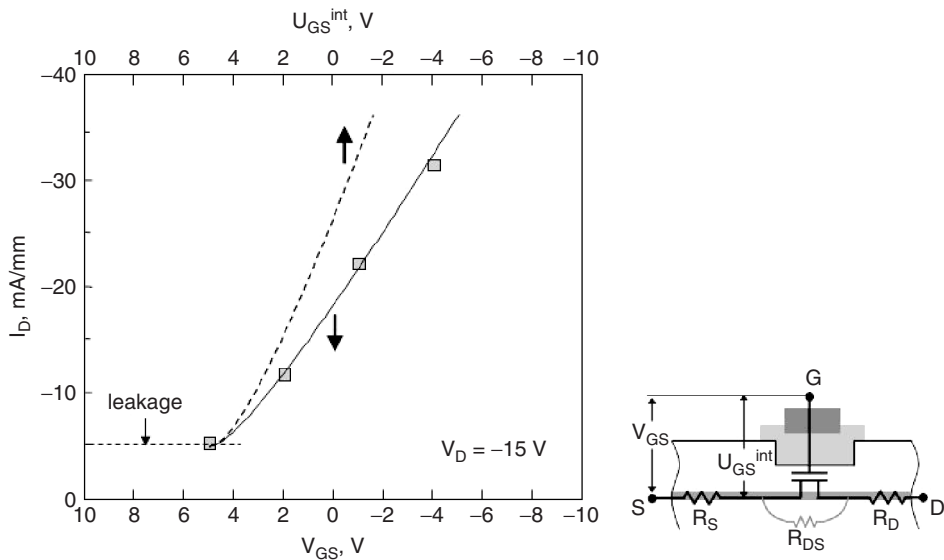 U_GS^int, V
10 8 6 4 2 0 −2 −4 −6 −8 −10
−40
−30
−20
−10
0
I_D, mA/mm
leakage
V_D = −15 V
10 8 6 4 2 0 −2 −4 −6 −8 −10
V_GS, V
G
V_GS
U_GS^int
S
D
R_S
R_D
R_DS